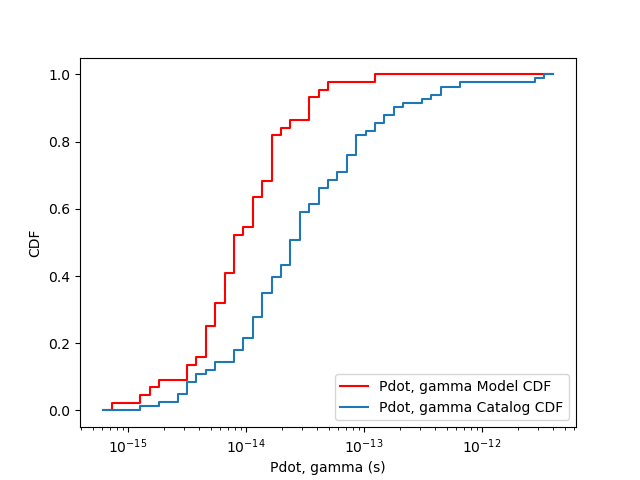 1.0
0.8
0.6
0.4
0.2
0.0
CDF
10⁻¹⁵
10⁻¹⁴
10⁻¹³
10⁻¹²
Pdot, gamma (s)
Pdot, gamma Model CDF
Pdot, gamma Catalog CDF